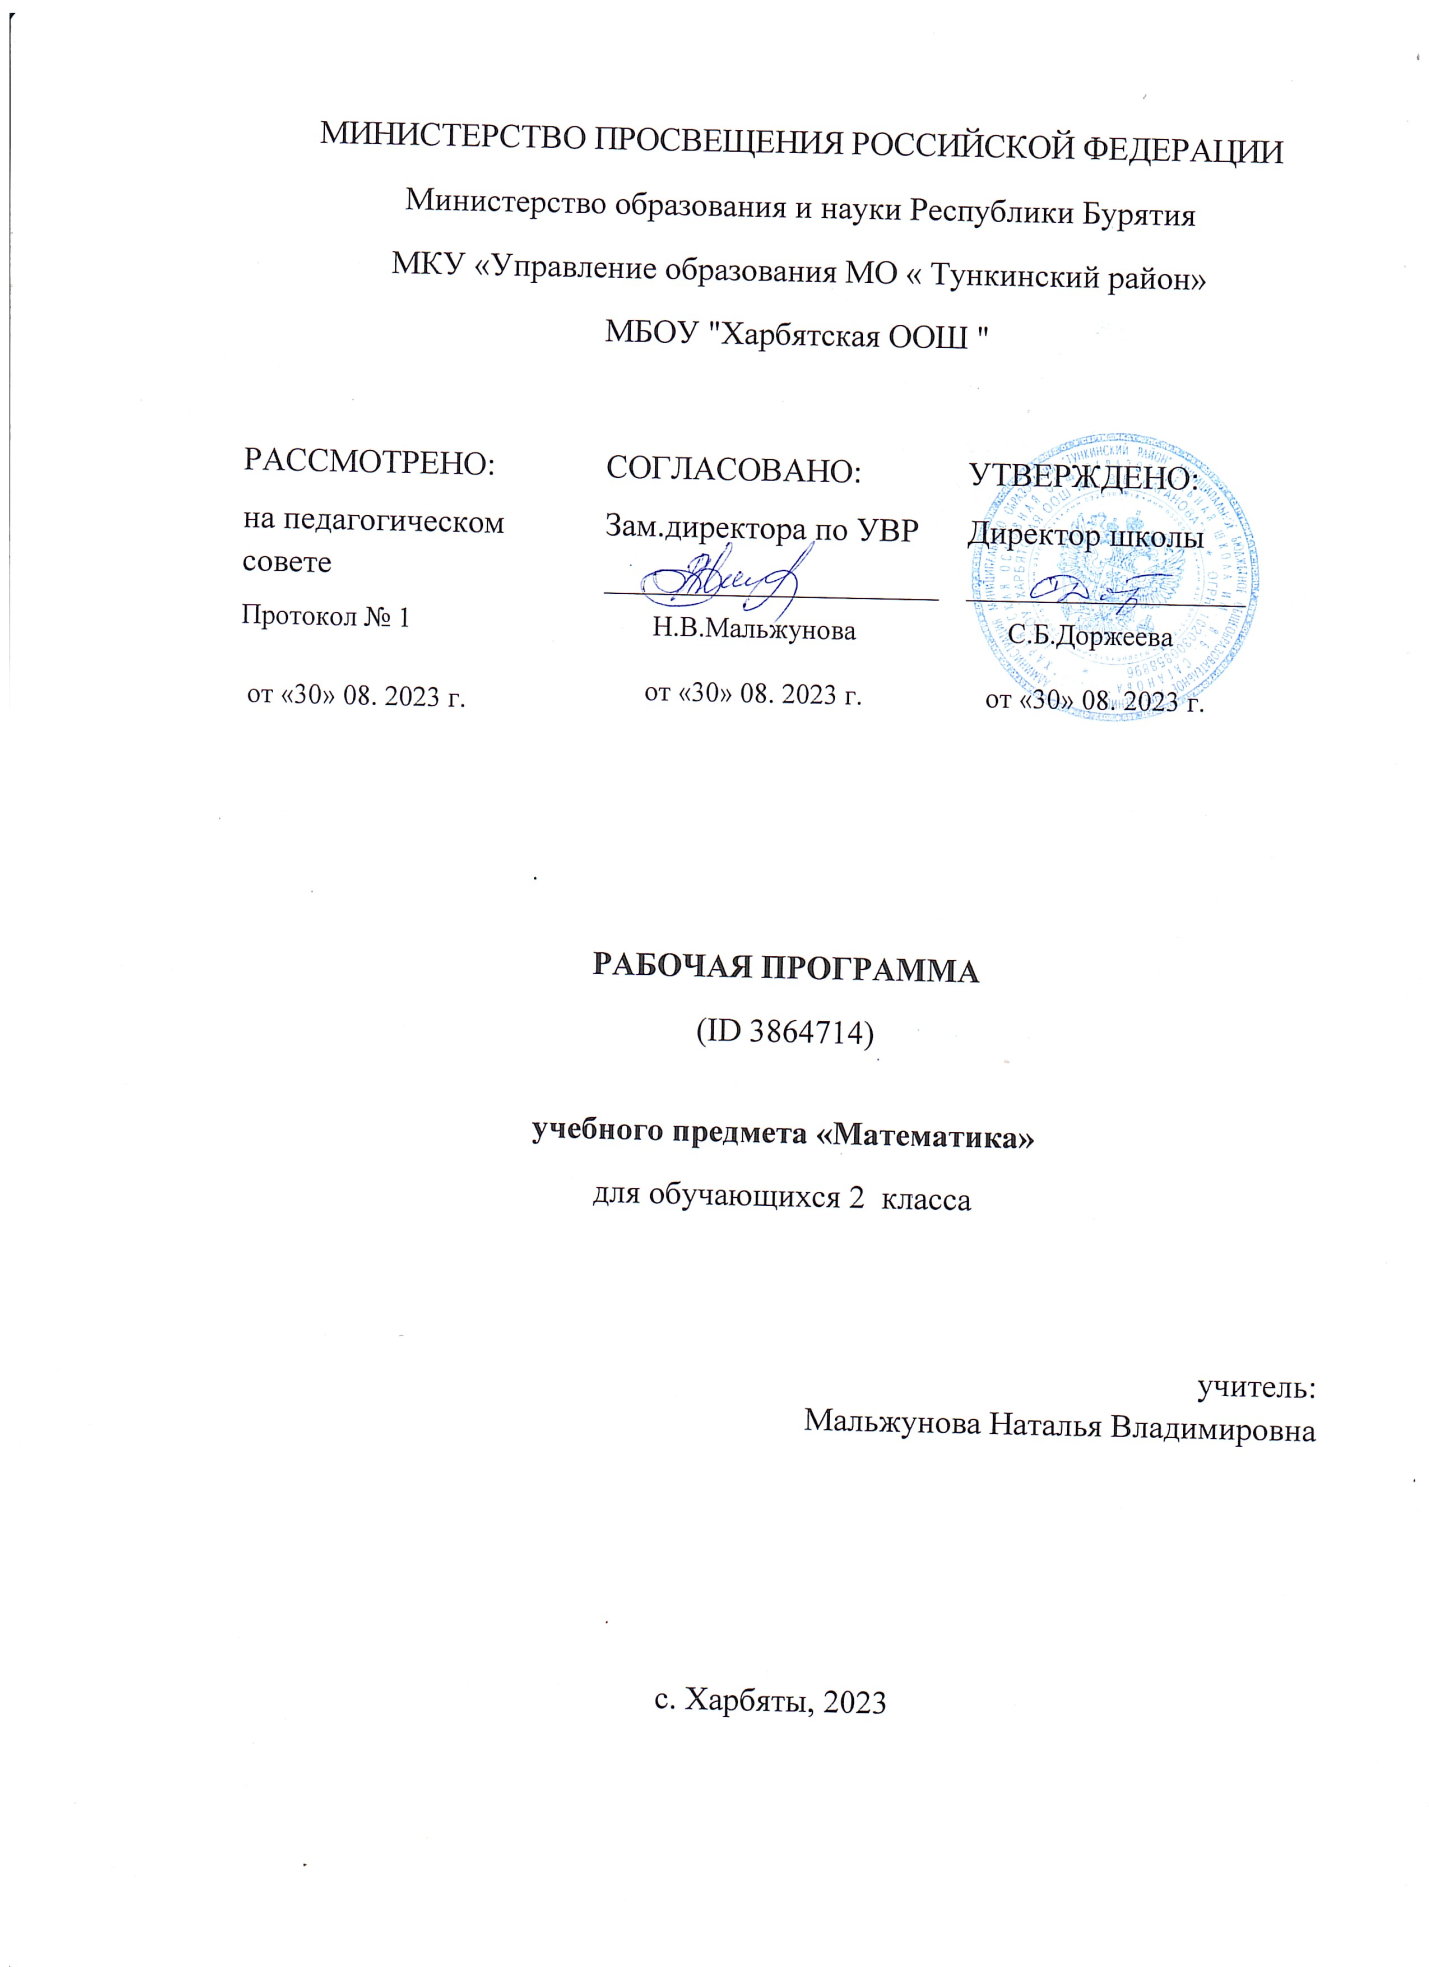 МИНИСТЕРСТВО ПРОСВЕЩЕНИЯ РОССИЙСКОЙ ФЕДЕРАЦИИ
Министерство образования и науки Республики Бурятия
МКУ «Управление образования МО « Тункинский район»
МБОУ "Харбятская ООШ "
РАССМОТРЕНО:
на педагогическом
совете
Протокол № 1
от «30» 08. 2023 г.
СОГЛАСОВАНО:
Зам.директора по УВР
Н.В.Мальжунова
от «30» 08. 2023 г.
УТВЕРЖДЕНО:
Директор школы
С.Б.Доржеева
от «30» 08. 2023 г.
РАБОЧАЯ ПРОГРАММА
(ID 3864714)
учебного предмета «Математика»
для обучающихся 2 класса
учитель:
Мальжунова Наталья Владимировна
с. Харбяты, 2023